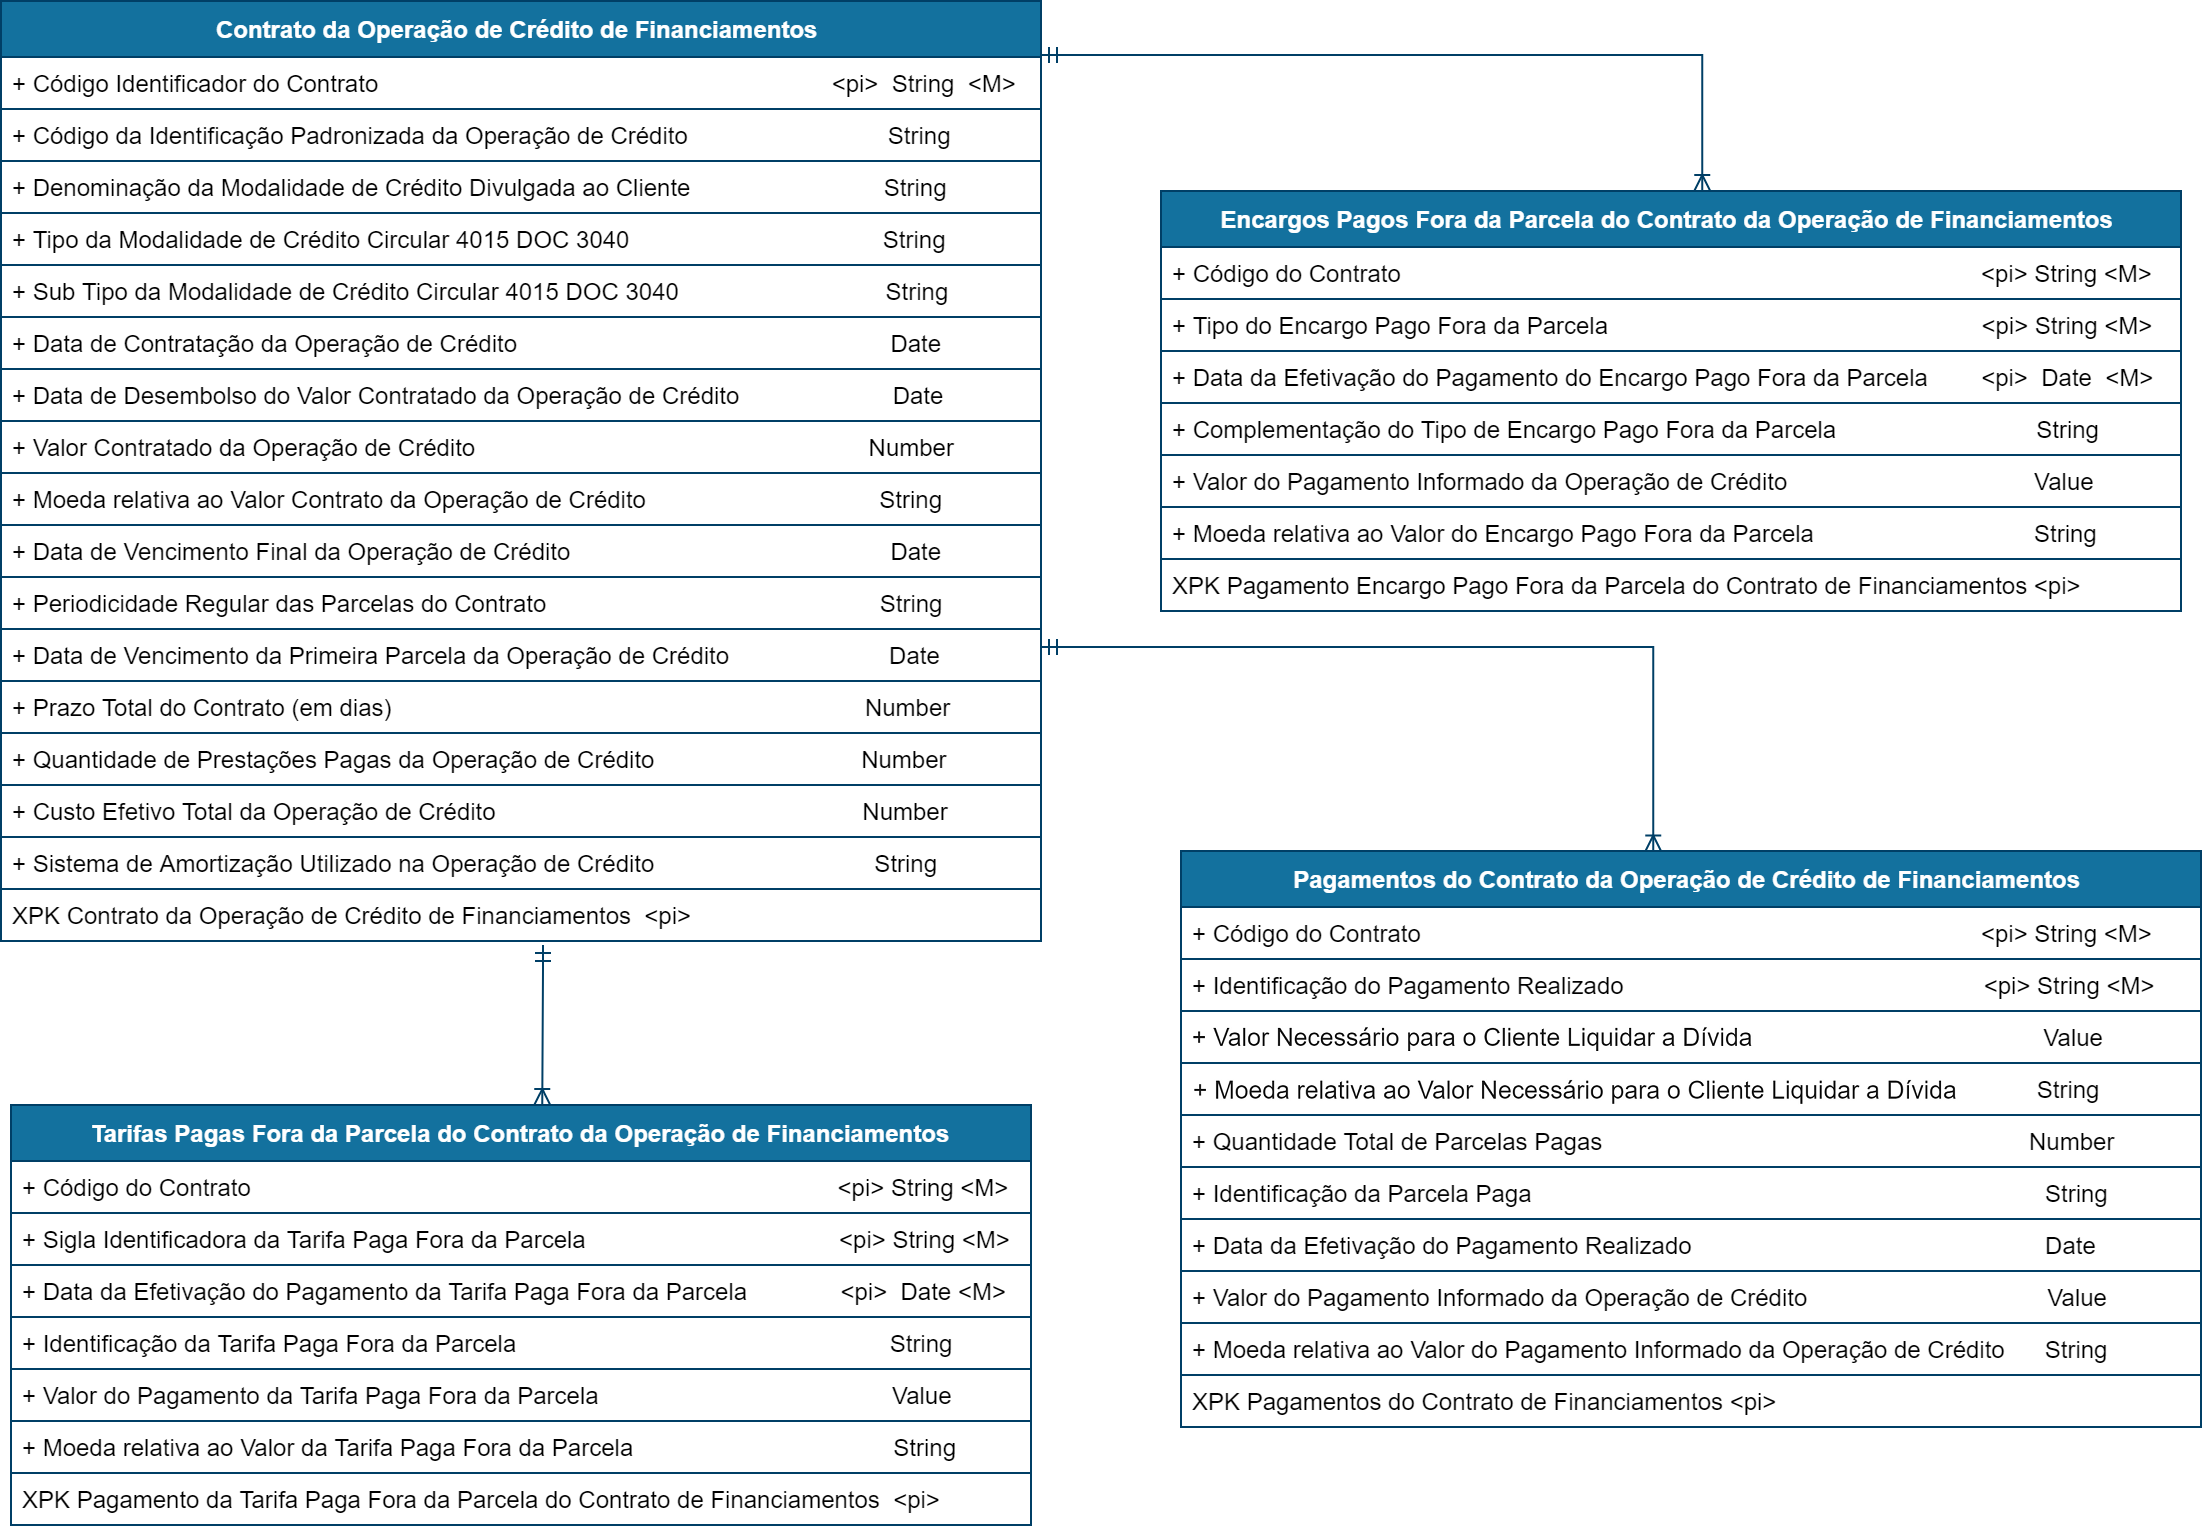 Contrato da Operação de Crédito de Financiamentos
+ Código Identificador do Contrato <pi> String <M>
+ Código da Identificação Padronizada da Operação de Crédito String
+ Denominação da Modalidade de Crédito Divulgada ao Cliente String
+ Tipo da Modalidade de Crédito Circular 4015 DOC 3040 String
+ Sub Tipo da Modalidade de Crédito Circular 4015 DOC 3040 String
+ Data de Contratação da Operação de Crédito Date
+ Data de Desembolso do Valor Contratado da Operação de Crédito Date
+ Valor Contratado da Operação de Crédito Number
+ Moeda relativa ao Valor Contrato da Operação de Crédito String
+ Data de Vencimento Final da Operação de Crédito Date
+ Periodicidade Regular das Parcelas do Contrato String
+ Data de Vencimento da Primeira Parcela da Operação de Crédito Date
+ Prazo Total do Contrato (em dias) Number
+ Quantidade de Prestações Pagas da Operação de Crédito Number
+ Custo Efetivo Total da Operação de Crédito Number
+ Sistema de Amortização Utilizado na Operação de Crédito String
XPK Contrato da Operação de Crédito de Financiamentos <pi>
Encargos Pagos Fora da Parcela do Contrato da Operação de Financiamentos
+ Código do Contrato <pi> String <M>
+ Tipo do Encargo Pago Fora da Parcela <pi> String <M>
+ Data da Efetivação do Pagamento do Encargo Pago Fora da Parcela <pi> Date <M>
+ Complementação do Tipo de Encargo Pago Fora da Parcela String
+ Valor do Pagamento Informado da Operação de Crédito Value
+ Moeda relativa ao Valor do Encargo Pago Fora da Parcela String
XPK Pagamento Encargo Pago Fora da Parcela do Contrato de Financiamentos <pi>
Pagamentos do Contrato da Operação de Crédito de Financiamentos
+ Código do Contrato <pi> String <M>
+ Identificação do Pagamento Realizado <pi> String <M>
+ Valor Necessário para o Cliente Liquidar a Dívida Value
+ Moeda relativa ao Valor Necessário para o Cliente Liquidar a Dívida String
+ Quantidade Total de Parcelas Pagas Number
+ Identificação da Parcela Paga String
+ Data da Efetivação do Pagamento Realizado Date
+ Valor do Pagamento Informado da Operação de Crédito Value
+ Moeda relativa ao Valor do Pagamento Informado da Operação de Crédito String
XPK Pagamentos do Contrato de Financiamentos <pi>
Tarifas Pagas Fora da Parcela do Contrato da Operação de Financiamentos
+ Código do Contrato <pi> String <M>
+ Sigla Identificadora da Tarifa Paga Fora da Parcela <pi> String <M>
+ Data da Efetivação do Pagamento da Tarifa Paga Fora da Parcela <pi> Date <M>
+ Identificação da Tarifa Paga Fora da Parcela String
+ Valor do Pagamento da Tarifa Paga Fora da Parcela Value
+ Moeda relativa ao Valor da Tarifa Paga Fora da Parcela String
XPK Pagamento da Tarifa Paga Fora da Parcela do Contrato de Financiamentos <pi>